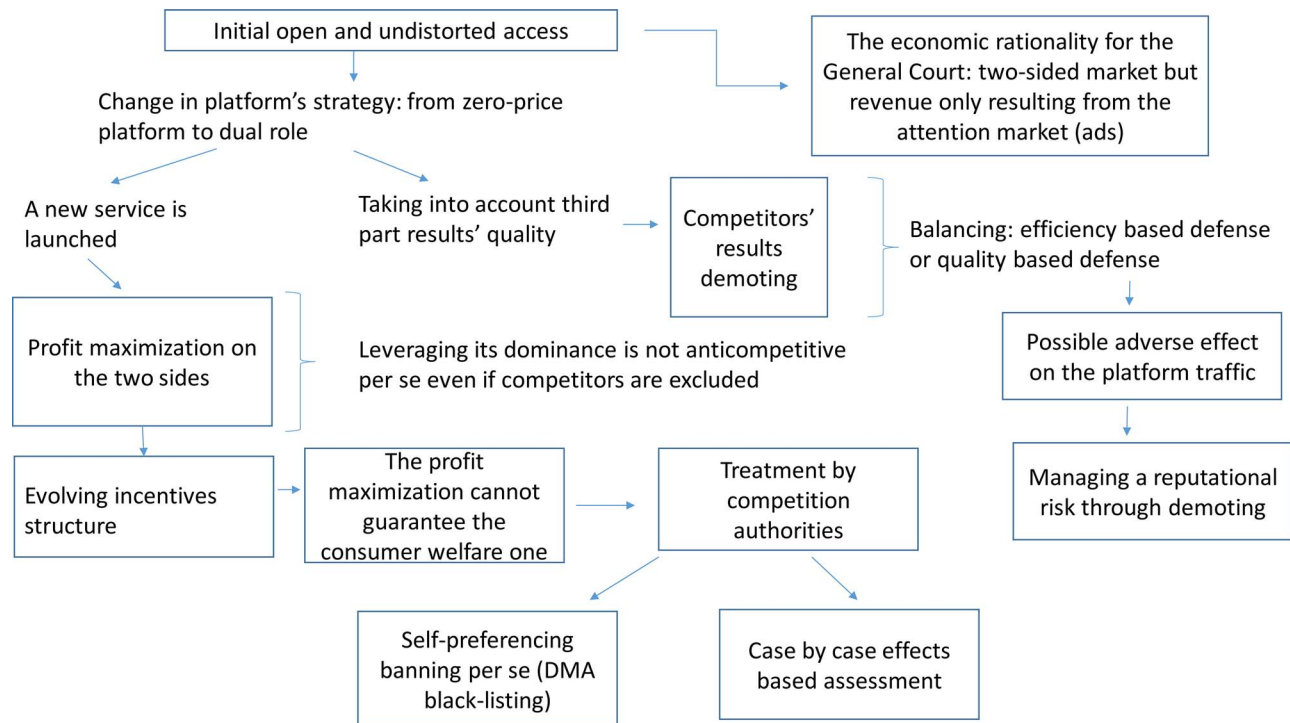 Initial open and undistorted access
The economic rationality for the
General Court: two-sided market but
revenue only resulting from the
attention market (ads)
Change in platform’s strategy: from zero-price
platform to dual role
A new service is
launched
Taking into account third
part results’ quality
Competitors’
results
demoting
Balancing: efficiency based defense
or quality based defense
Profit maximization on
the two sides
Leveraging its dominance is not anticompetitive
per se even if competitors are excluded
Possible adverse effect
on the platform traffic
Evolving incentives
structure
The profit
maximization cannot
guarantee the
consumer welfare one
Treatment by
competition
authorities
Managing a reputational
risk through demoting
Self-preferencing
banning per se (DMA
black-listing)
Case by case effects
based assessment